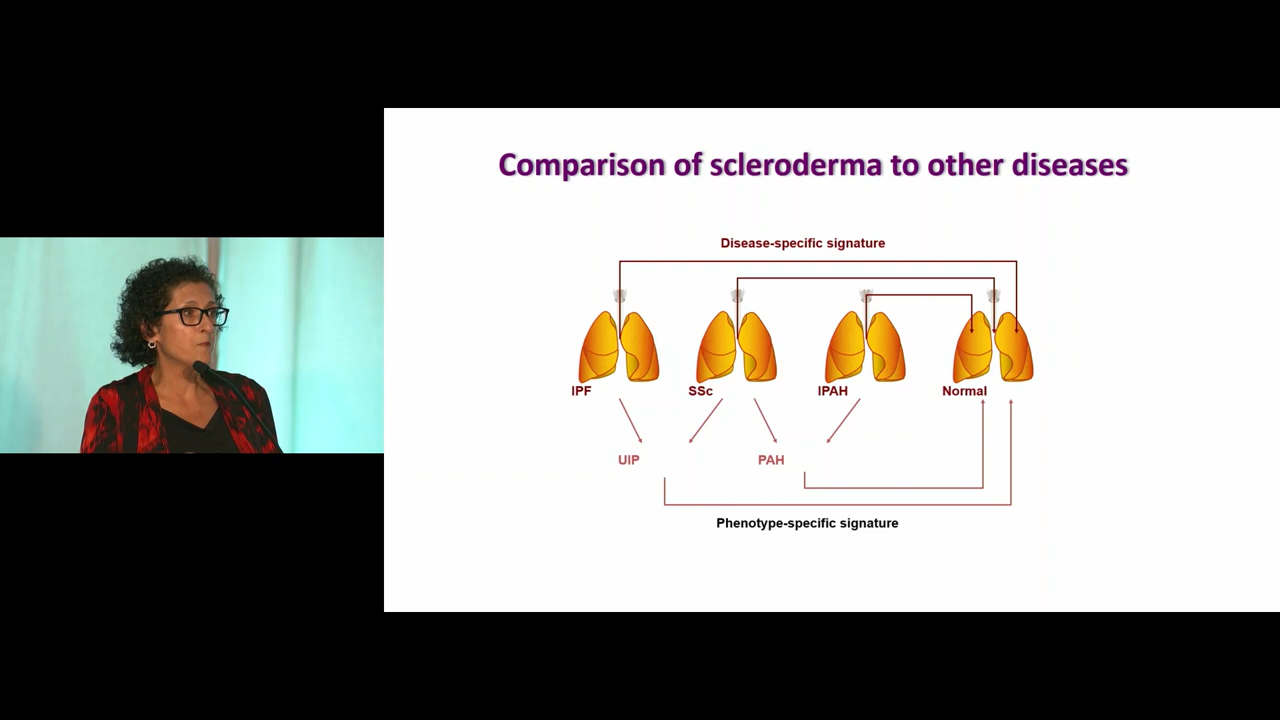 Comparison of scleroderma to other diseases
Disease-specific signature
IPF
SSc
IPAH
Normal
UIP
PAH
Phenotype-specific signature